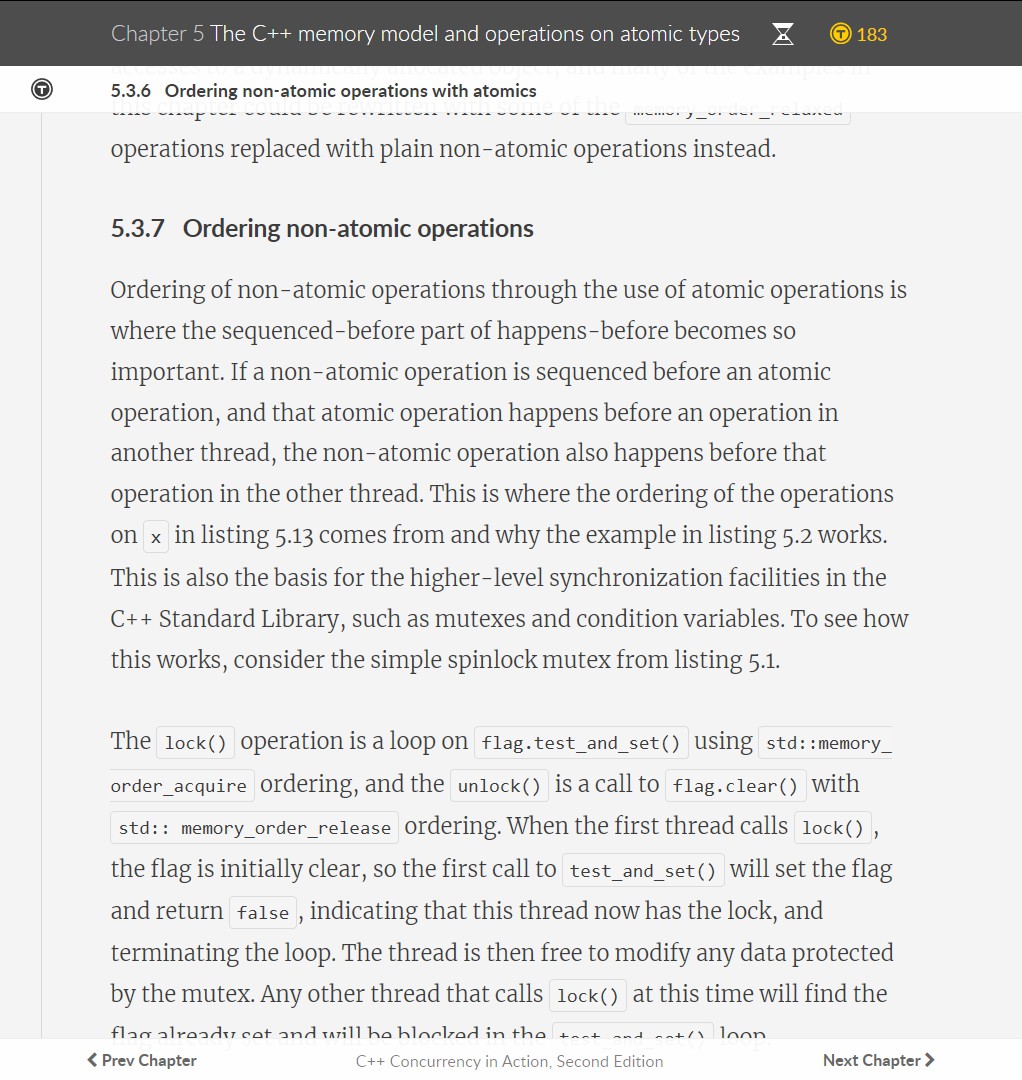 Chapter 5 The C++ memory model and operations on atomic types
183
5.3.6 Ordering non-atomic operations with atomics
this chapter could be rewritten with some of the memory_order_relaxed
operations replaced with plain non-atomic operations instead.
5.3.7 Ordering non-atomic operations
Ordering of non-atomic operations through the use of atomic operations is
where the sequenced-before part of happens-before becomes so
important. If a non-atomic operation is sequenced before an atomic
operation, and that atomic operation happens before an operation in
another thread, the non-atomic operation also happens before that
operation in the other thread. This is where the ordering of the operations
on x in listing 5.13 comes from and why the example in listing 5.2 works.
This is also the basis for the higher-level synchronization facilities in the
C++ Standard Library, such as mutexes and condition variables. To see how
this works, consider the simple spinlock mutex from listing 5.1.
The lock() operation is a loop on flag.test_and_set() using std::memory_
order_acquire ordering, and the unlock() is a call to flag.clear() with
std:: memory_order_release ordering. When the first thread calls lock(),
the flag is initially clear, so the first call to test_and_set() will set the flag
and return false, indicating that this thread now has the lock, and
terminating the loop. The thread is then free to modify any data protected
by the mutex. Any other thread that calls lock() at this time will find the
flag already set and will be blocked in the test_and_set() loop.
Prev Chapter
C++ Concurrency in Action, Second Edition
Next Chapter